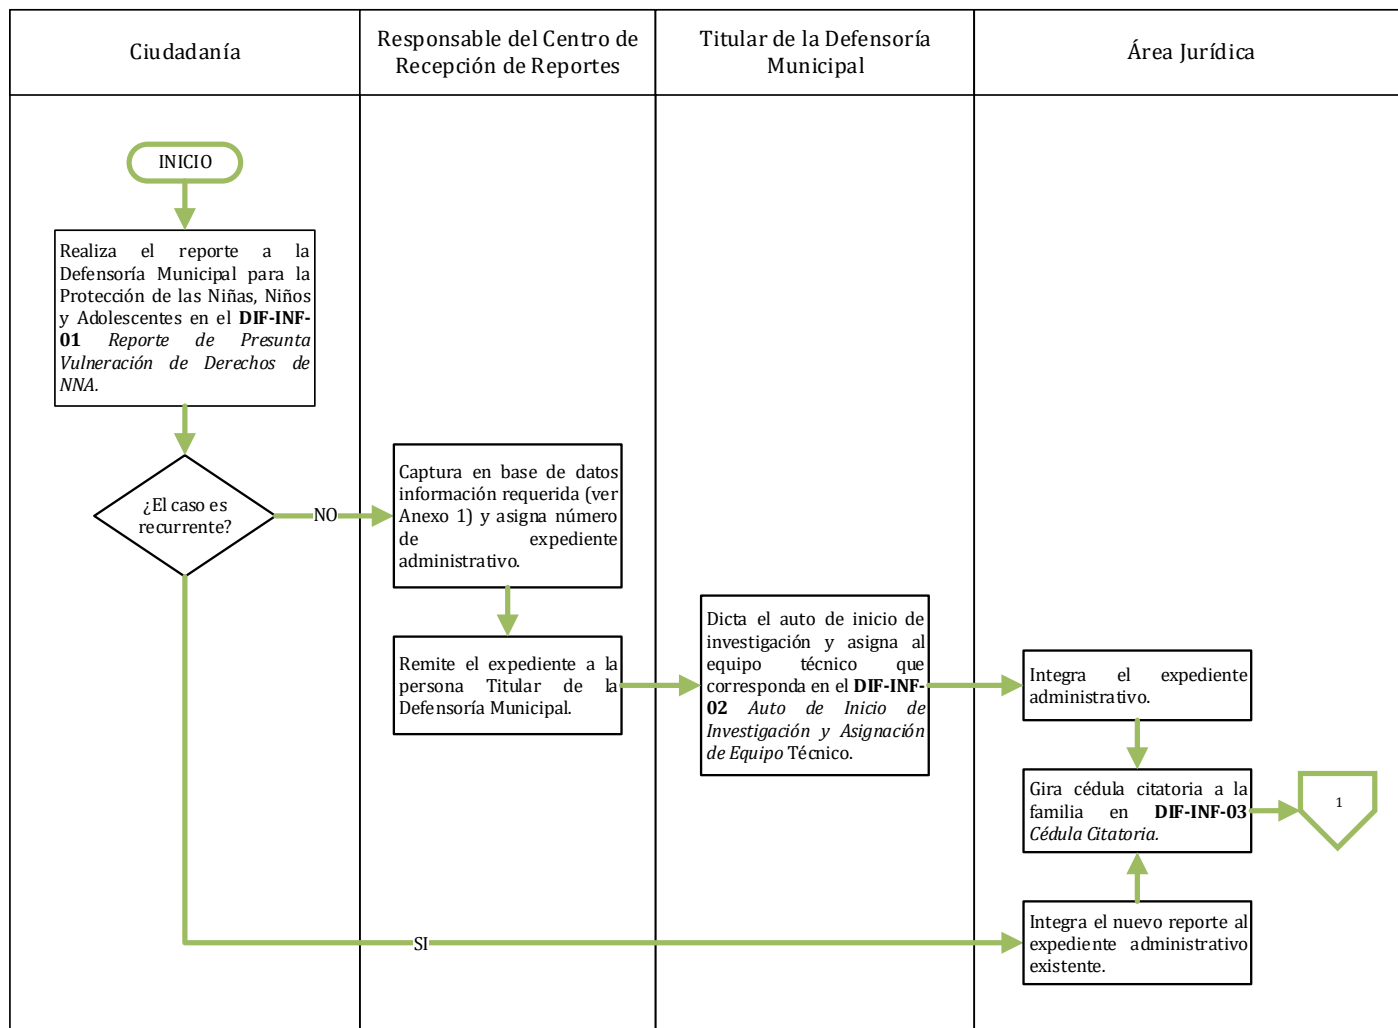 Ciudadanía
Responsable del Centro de
Recepción de Reportes
Titular de la Defensoría
Municipal
Área Jurídica
INICIO
Realiza el reporte a la
Defensoría Municipal para la
Protección de las Niñas, Niños
y Adolescentes en el DIF-INF-
01 Reporte de Presunta
Vulneración de Derechos de
NNA.
¿El caso es
recurrente?
NO
Captura en base de datos
información requerida (ver
Anexo 1) y asigna número
de expediente
administrativo.
Remite el expediente a la
persona Titular de la
Defensoría Municipal.
Dicta el auto de inicio de
investigación y asigna al
equipo técnico que
corresponda en el DIF-INF-
02 Auto de Inicio de
Investigación y Asignación
de Equipo Técnico.
Integra el expediente
administrativo.
Gira cédula citatoria a la
familia en DIF-INF-03
Cédula Citatoria.
1
SI
Integra el nuevo reporte al
expediente administrativo
existente.